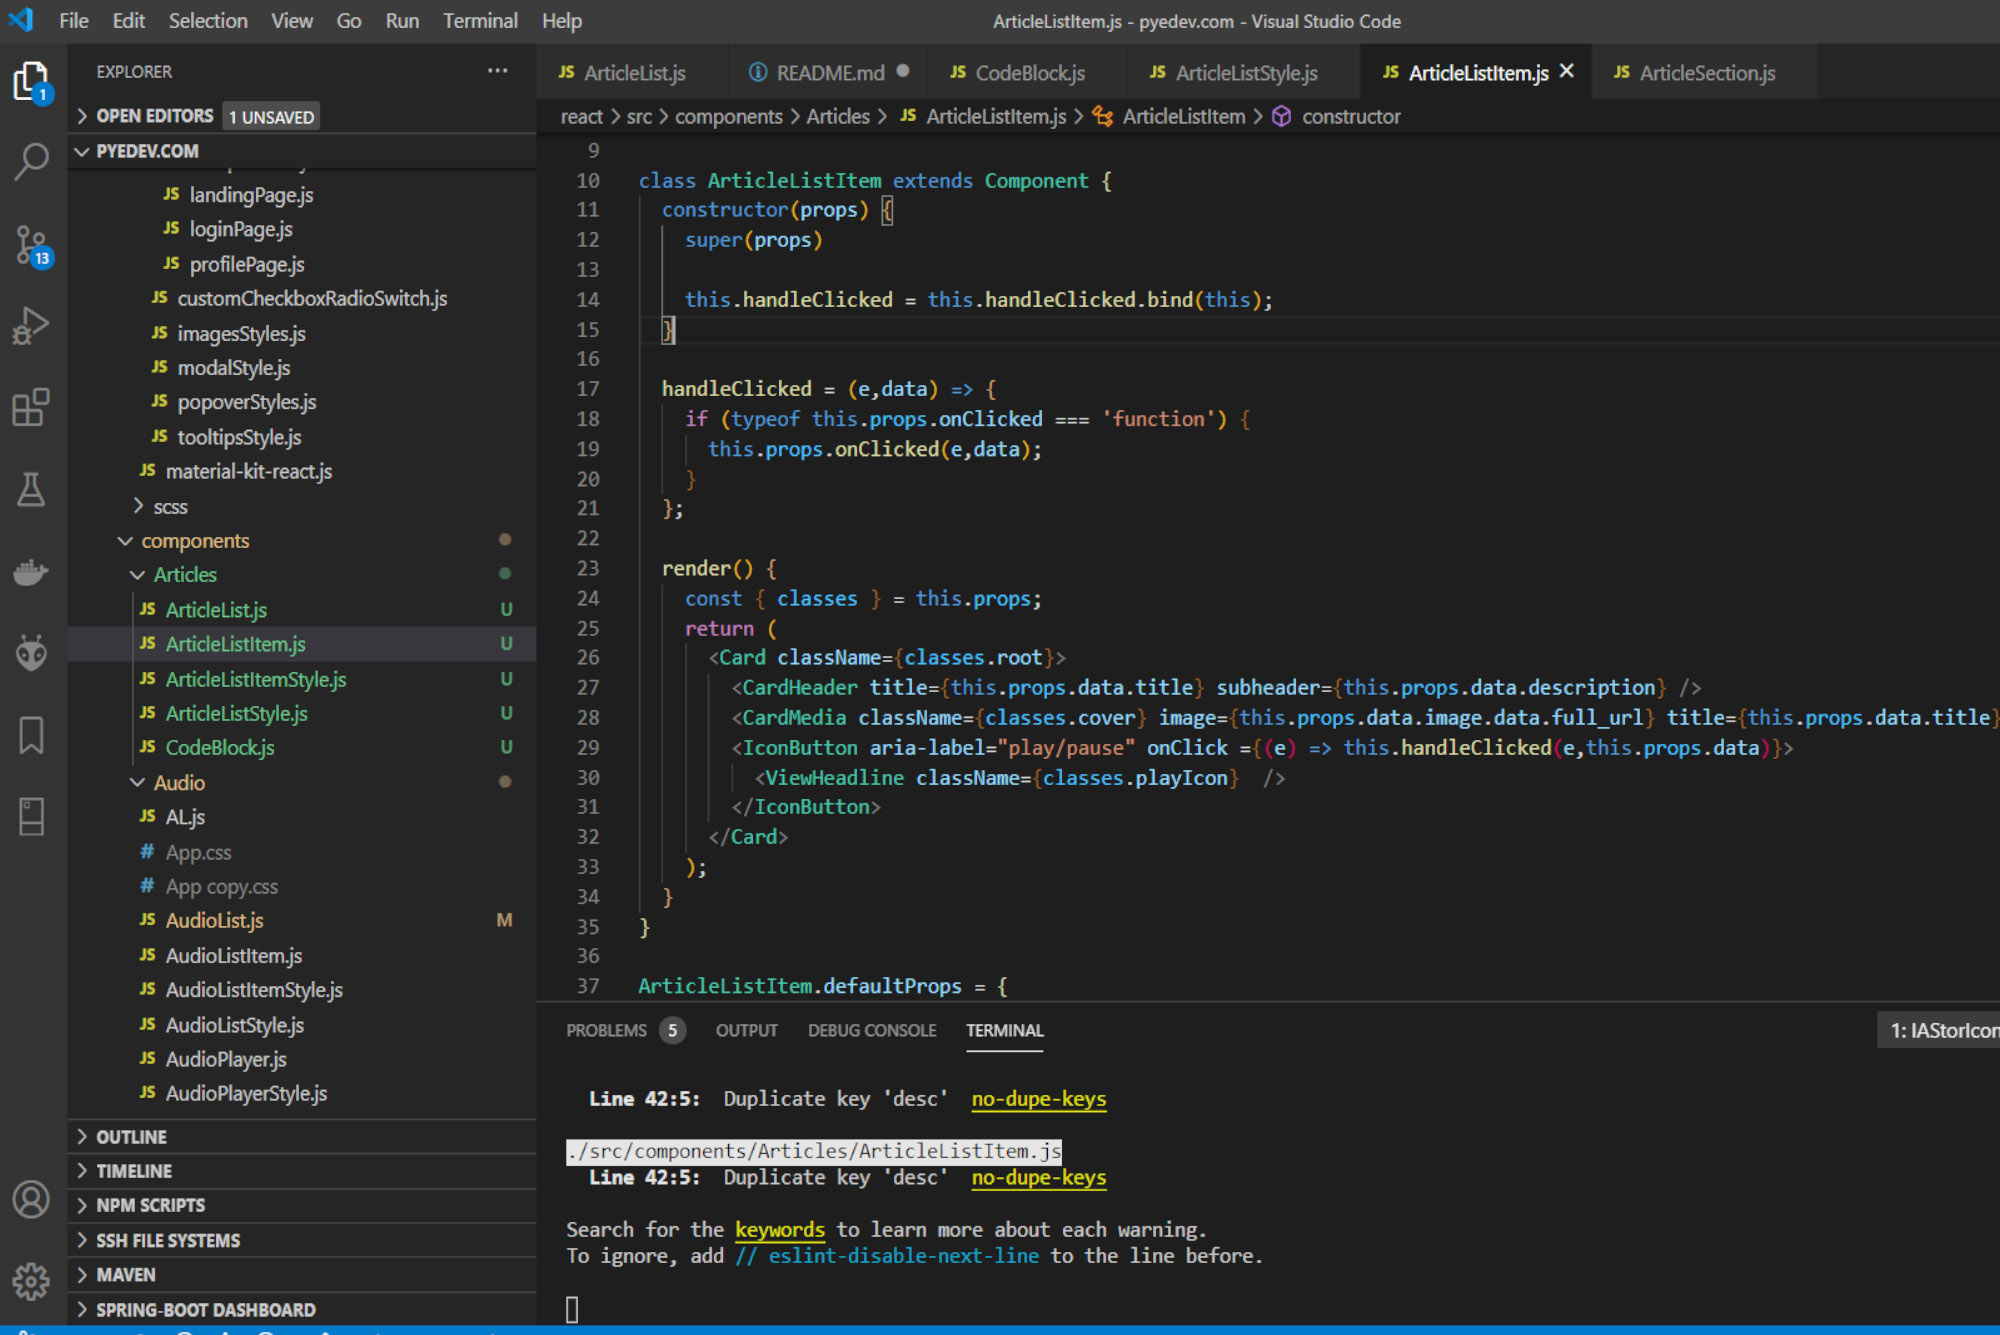 File Edit Selection View Go Run Terminal Help ArticleListItem.js - pyedev.com - Visual Studio Code
EXPLORER ...
JS ArticleList.js README.md JS CodeBlock.js JS ArticleListStyle.js JS ArticleListItem.js JS ArticleSection.js
OPEN EDITORS 1 UNSAVED
react > src > components > Articles > JS ArticleListItem.js > ArticleListItem > constructor
PYEDEV.COM
JS landingPage.js
JS loginPage.js
JS profilePage.js
JS customCheckboxRadioSwitch.js
JS imagesStyles.js
JS modalStyle.js
JS popoverStyles.js
JS tooltipsStyle.js
JS material-kit-react.js
scss
components
Articles
JS ArticleList.js U
JS ArticleListItem.js U
JS ArticleListItemStyle.js U
JS ArticleListStyle.js U
JS CodeBlock.js U
Audio
JS AL.js
# App.css
# App copy.css
JS AudioList.js M
JS AudioListItem.js
JS AudioListItemStyle.js
JS AudioListStyle.js
JS AudioPlayer.js
JS AudioPlayerStyle.js
OUTLINE
TIMELINE
NPM SCRIPTS
SSH FILE SYSTEMS
MAVEN
SPRING-BOOT DASHBOARD
1
13
9
10 class ArticleListItem extends Component {
11 constructor(props) {
12 super(props)
13
14 this.handleClicked = this.handleClicked.bind(this);
15 }
16
17 handleClicked = (e,data) => {
18 if (typeof this.props.onClicked === 'function') {
19 this.props.onClicked(e,data);
20 }
21 };
22
23 render() {
24 const { classes } = this.props;
25 return (
26 <Card className={classes.root}>
27 <CardHeader title={this.props.data.title} subheader={this.props.data.description} />
28 <CardMedia className={classes.cover} image={this.props.data.image.data.full_url} title={this.props.data.title}
29 <IconButton aria-label="play/pause" onClick ={(e) => this.handleClicked(e,this.props.data)}>
30 <ViewHeadline className={classes.playIcon} />
31 </IconButton>
32 </Card>
33 );
34 }
35 }
36
37 ArticleListItem.defaultProps = {
PROBLEMS 5 OUTPUT DEBUG CONSOLE TERMINAL 1: IAStorIcon
Line 42:5: Duplicate key 'desc' no-dupe-keys
./src/components/Articles/ArticleListItem.js
Line 42:5: Duplicate key 'desc' no-dupe-keys
Search for the keywords to learn more about each warning.
To ignore, add // eslint-disable-next-line to the line before.